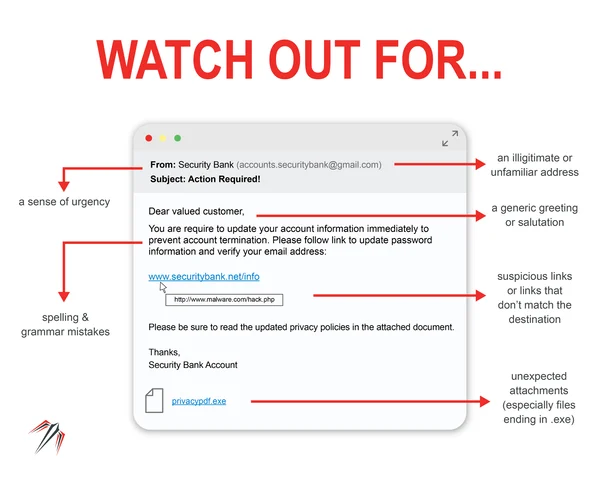 WATCH OUT FOR...
From: Security Bank (accounts.securitybank@gmail.com)
Subject: Action Required!
an illigitimate or
unfamiliar address
a sense of urgency
Dear valued customer,
a generic greeting
or salutation
You are require to update your account information immediately to
prevent account termination. Please follow link to update password
information and verify your email address:
spelling &
grammar mistakes
www.securitybank.net/info
http://www.malware.com/hack.php
suspicious links
or links that
don't match the
destination
Please be sure to read the updated privacy policies in the attached document.
Thanks,
Security Bank Account
privacypdf.exe
unexpected
attachments
(especially files
ending in .exe)